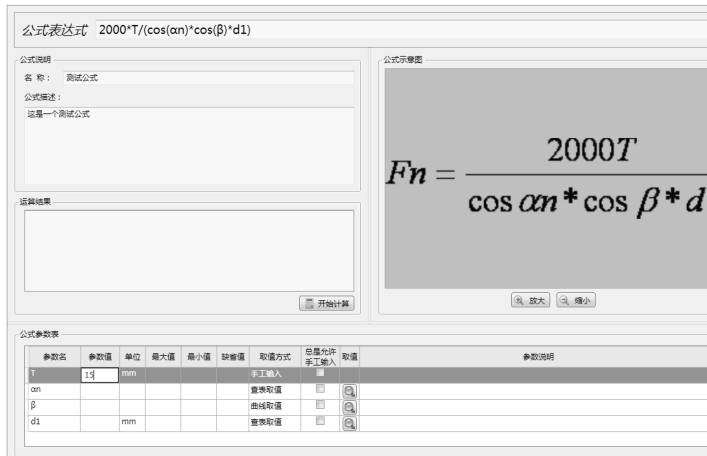 公式表达式 2000*T/(cos(αn)*cos(β)*d1)
公式说明
名 称： 测试公式
公式描述：
这是一个测试公式
运算结果
开始计算
公式示意图
Fn = 2000T
cos αn * cos β * d
放大 缩小
公式参数表
参数名 参数值 单位 最大值 最小值 缺省值 取值方式 总是允许手工输入 取值 参数说明
T 15 mm 手工输入
αn 查表取值
β 曲线取值
d1 mm 查表取值